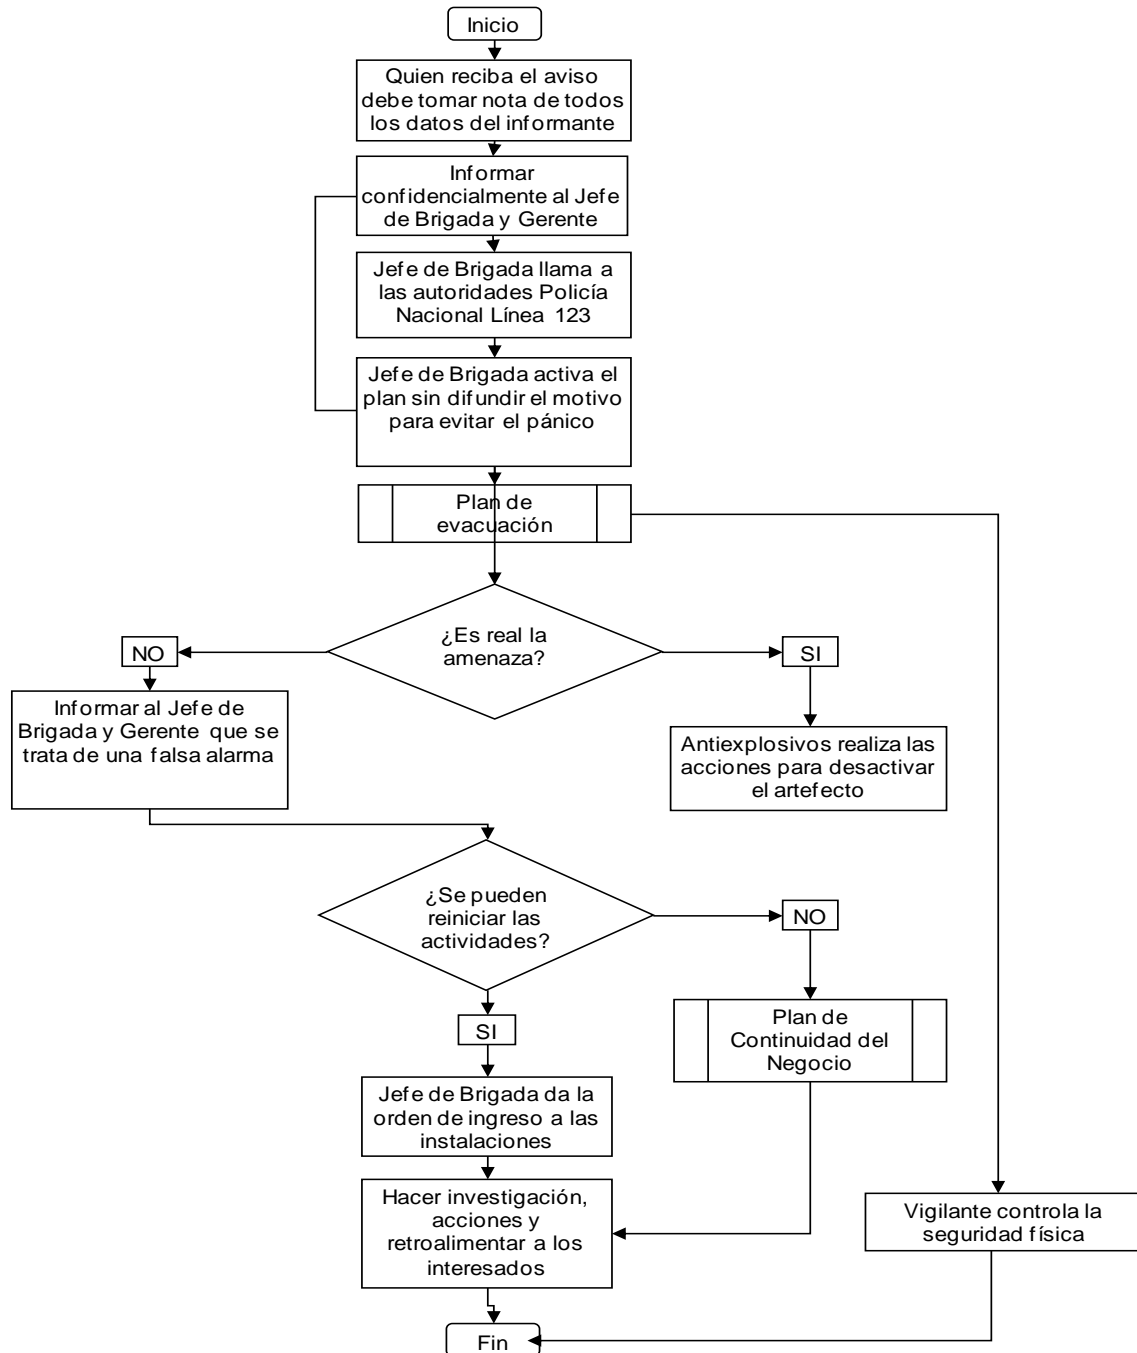 Inicio
Quien reciba el aviso
debe tomar nota de todos
los datos del informante
Informar
confidencialmente al Jefe
de Brigada y Gerente
Jefe de Brigada llama a
las autoridades Policía
Nacional Línea 123
Jefe de Brigada activa el
plan sin difundir el motivo
para evitar el pánico
Plan de
evacuación
¿Es real la
amenaza?
NO
SI
Informar al Jefe de
Brigada y Gerente que se
trata de una falsa alarma
Antiexplosivos realiza las
acciones para desactivar
el artefecto
¿Se pueden
reiniciar las
actividades?
NO
SI
Plan de
Continuidad del
Negocio
Jefe de Brigada da la
orden de ingreso a las
instalaciones
Hacer investigación,
acciones y
retroalimentar a los
interesados
Vigilante controla la
seguridad física
Fin